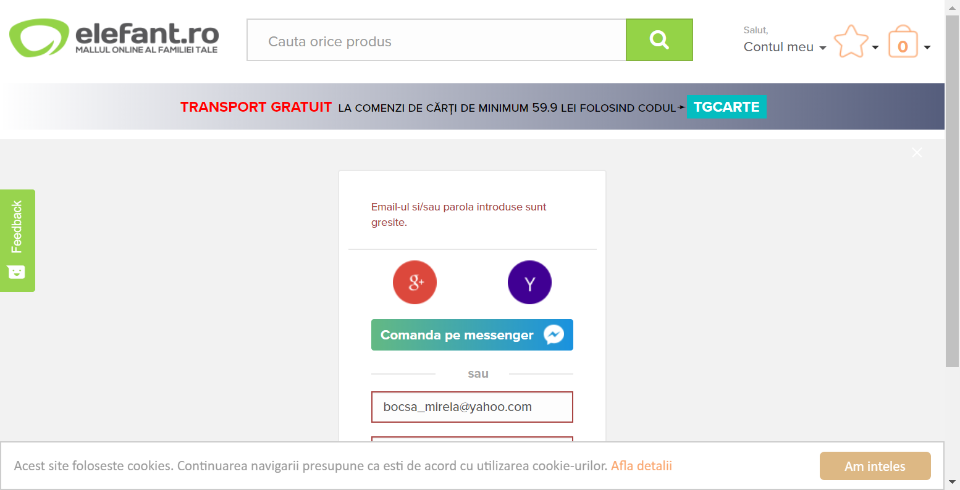 elefant.ro
MALLUL ONLINE AL FAMILIEI TALE
Cauta orice produs
Salut,
Contul meu
0
TRANSPORT GRATUIT LA COMENZI DE CĂRȚI DE MINIMUM 59.9 LEI FOLOSIND CODUL TGCARTE
Feedback
Email-ul si/sau parola introduse sunt
gresite.
g+
Y
Comanda pe messenger
sau
bocsa_mirela@yahoo.com
Acest site foloseste cookies. Continuarea navigarii presupune ca esti de acord cu utilizarea cookie-urilor. Afla detalii
Am inteles